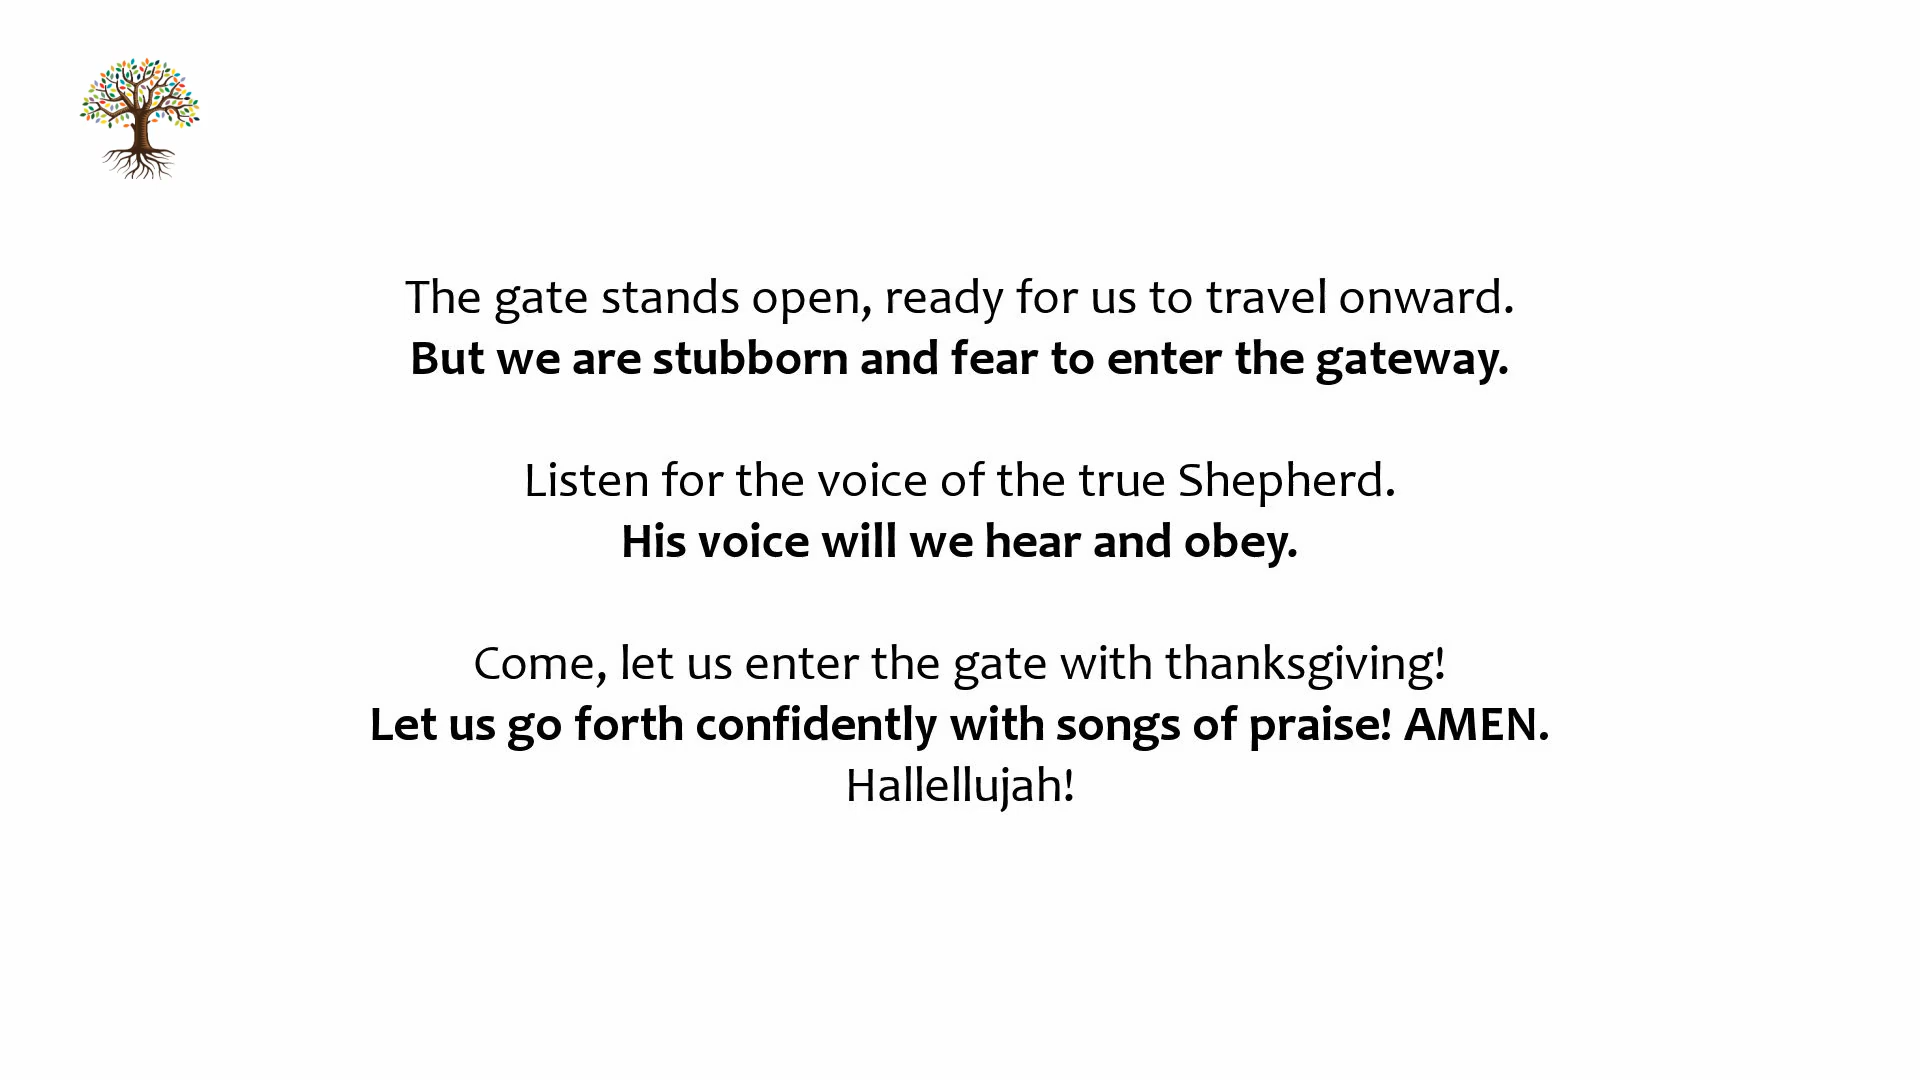 The gate stands open, ready for us to travel onward.
But we are stubborn and fear to enter the gateway.
Listen for the voice of the true Shepherd.
His voice will we hear and obey.
Come, let us enter the gate with thanksgiving!
Let us go forth confidently with songs of praise! AMEN.
Hallellujah!